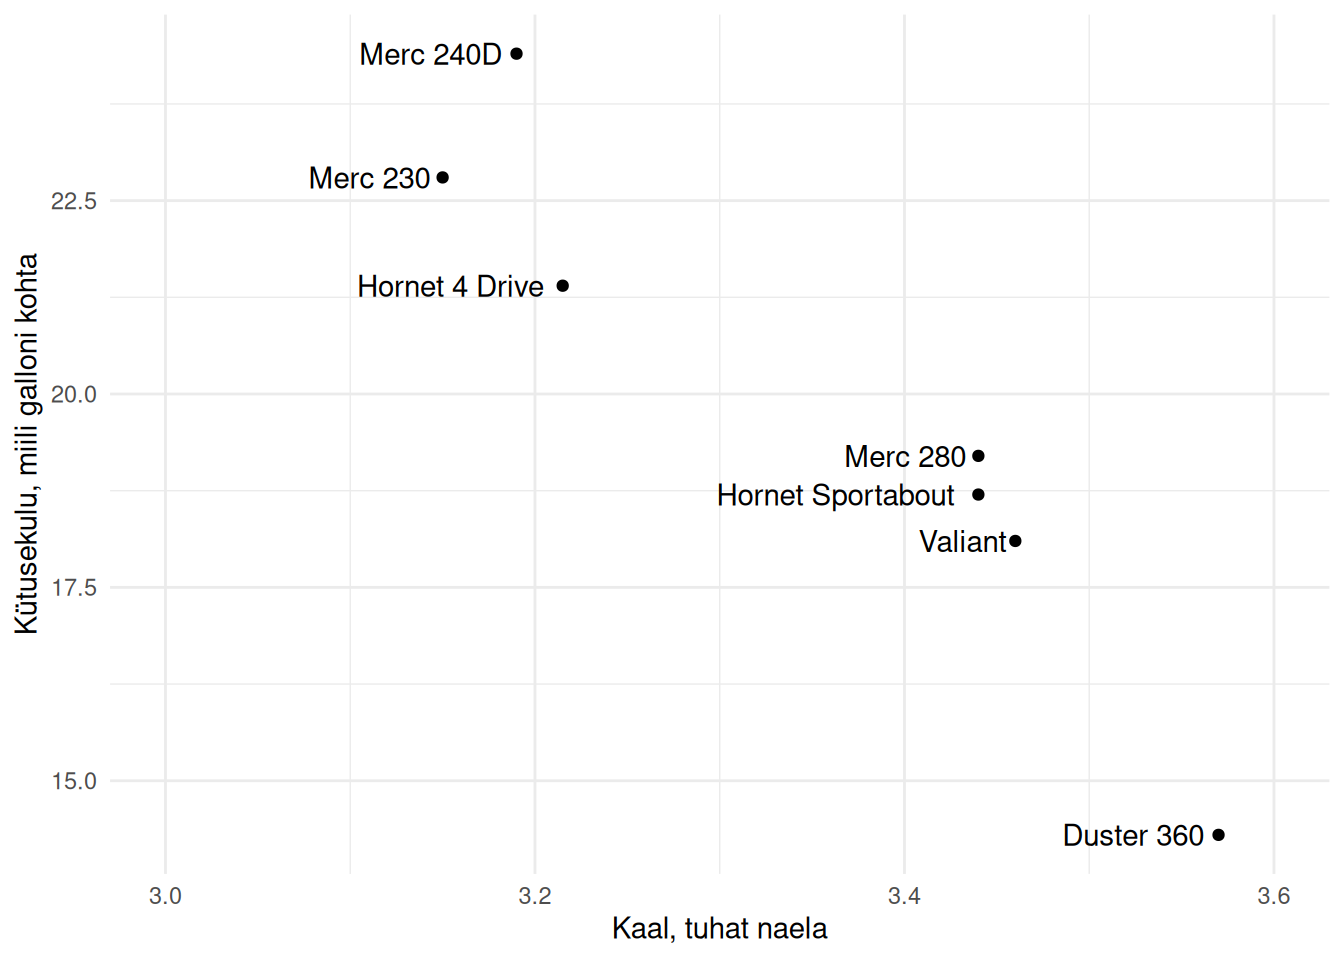 Merc 240D
Merc 230
22.5
Hornet 4 Drive
20.0
Merc 280
Hornet Sportabout
Valiant
17.5
15.0
Duster 360
3.0
3.2
3.4
3.6
Kaal, tuhat naela
Kütusekulu, miili galloni kohta